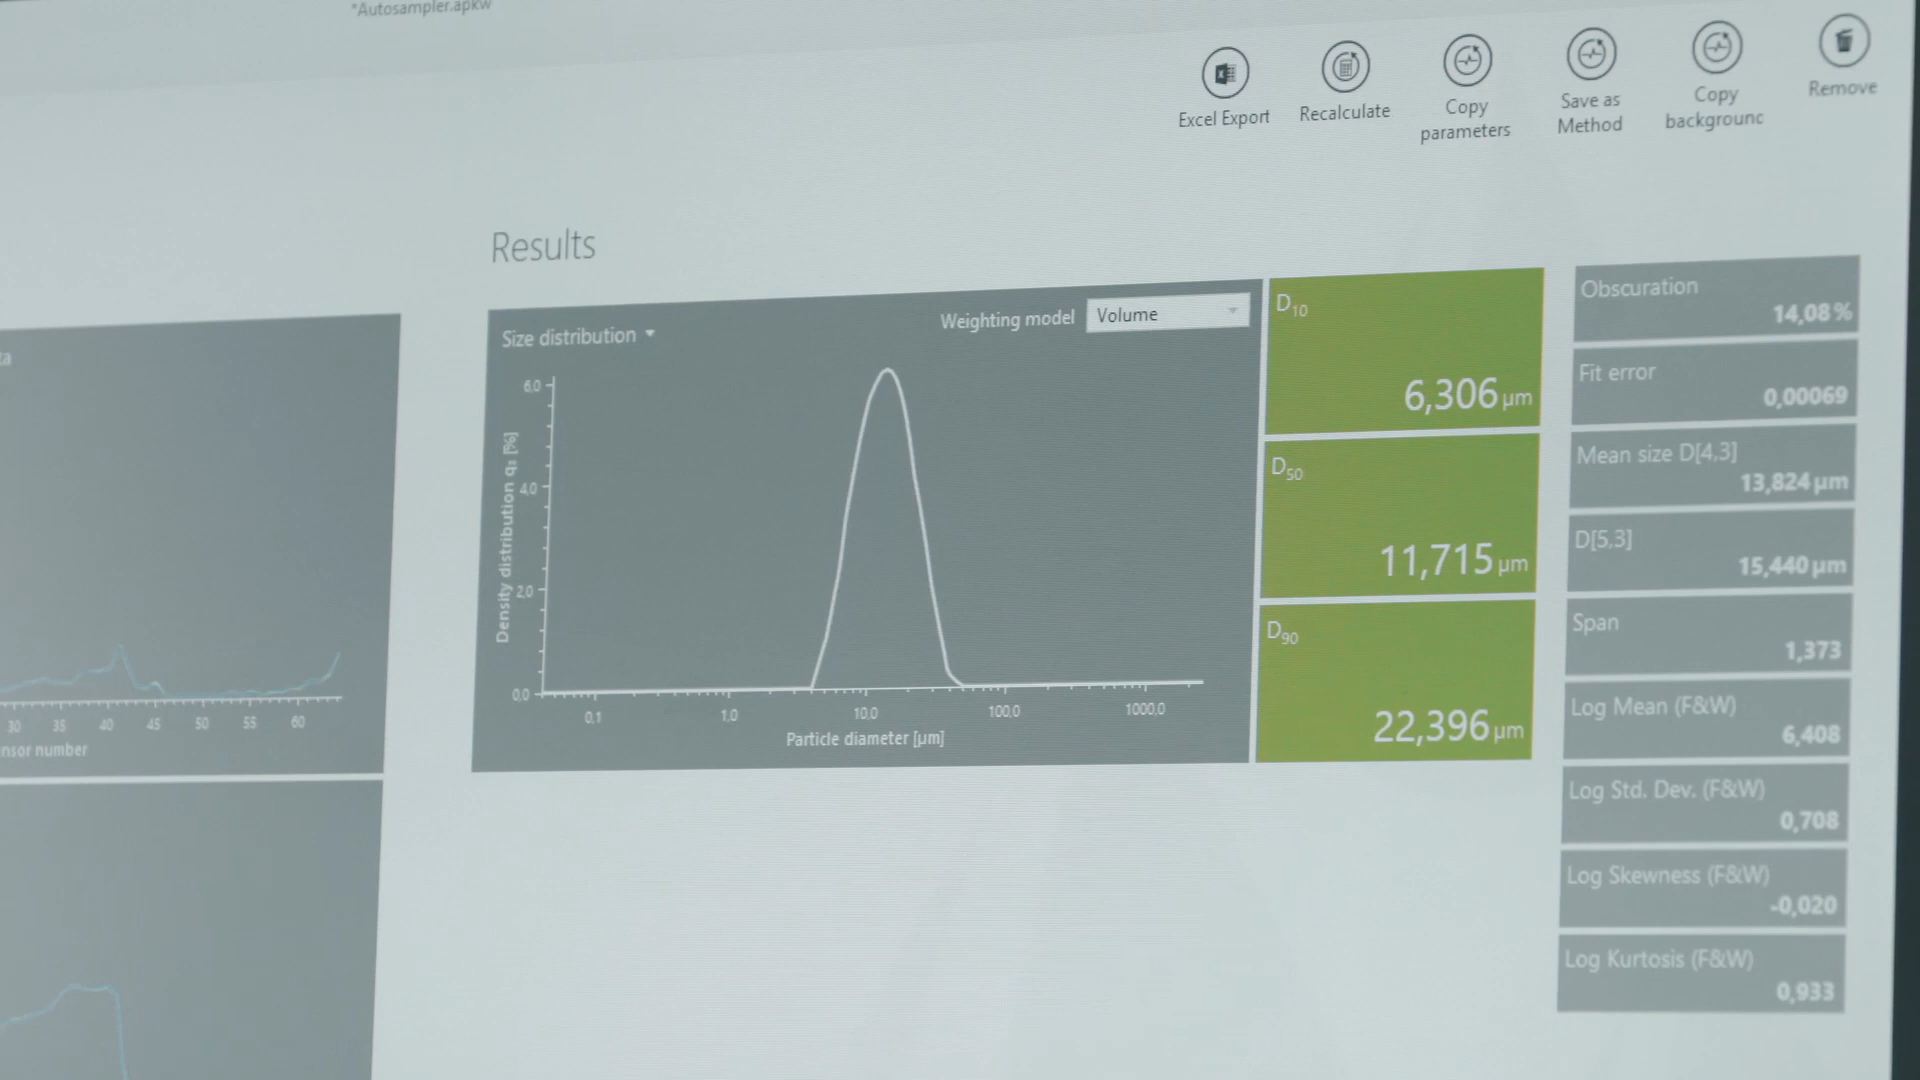 *Autosampler.apkw
Excel Export
Recalculate
Copy
parameters
Save as
Method
Copy
backgrounc
Remove
Results
ta
30 35 40 45 50 55 60
nsor number
Size distribution
Weighting model
Volume
Density distribution q₃ [%]
6,0
4,0
2,0
0,0
0,1 1,0 10,0 100,0 1000,0
Particle diameter [µm]
D10
6,306 µm
D50
11,715 µm
D90
22,396 µm
Obscuration
14,08%
Fit error
0,00069
Mean size D[4,3]
13,824 µm
D[5,3]
15,440 µm
Span
1,373
Log Mean (F&W)
6,408
Log Std. Dev. (F&W)
0,708
Log Skewness (F&W)
-0,020
Log Kurtosis (F&W)
0,933